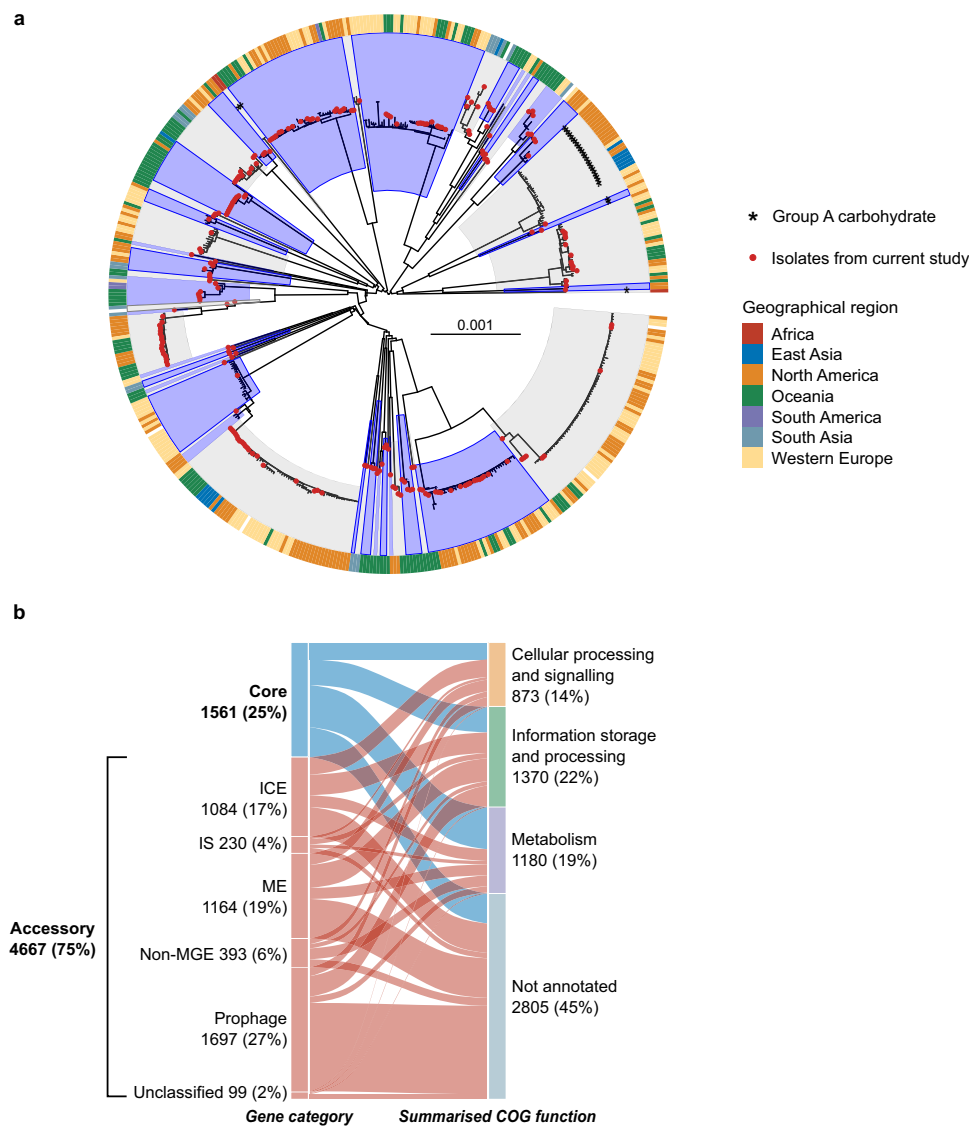 a
* Group A carbohydrate
Isolates from current study
Geographical region
Africa
East Asia
North America
Oceania
South America
South Asia
Western Europe
0.001
b
Core
1561 (25%)
ICE
1084 (17%)
IS 230 (4%)
ME
1164 (19%)
Accessory
4667 (75%)
Non-MGE 393 (6%)
Prophage
1697 (27%)
Unclassified 99 (2%)
Cellular processing
and signalling
873 (14%)
Information storage
and processing
1370 (22%)
Metabolism
1180 (19%)
Not annotated
2805 (45%)
Gene category
Summarised COG function